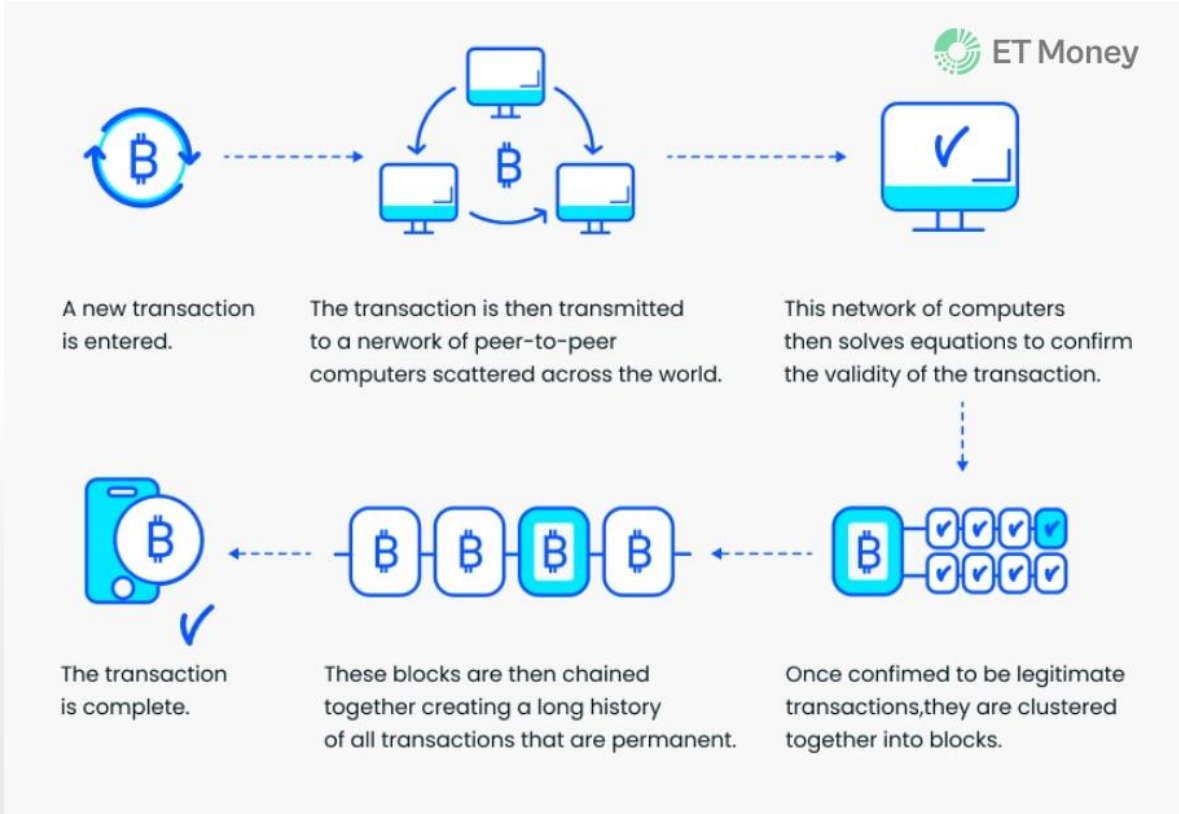 ET Money
A new transaction
is entered.
The transaction is then transmitted
to a nerwork of peer-to-peer
computers scattered across the world.
This network of computers
then solves equations to confirm
the validity of the transaction.
Once confimed to be legitimate
transactions,they are clustered
together into blocks.
These blocks are then chained
together creating a long history
of all transactions that are permanent.
The transaction
is complete.